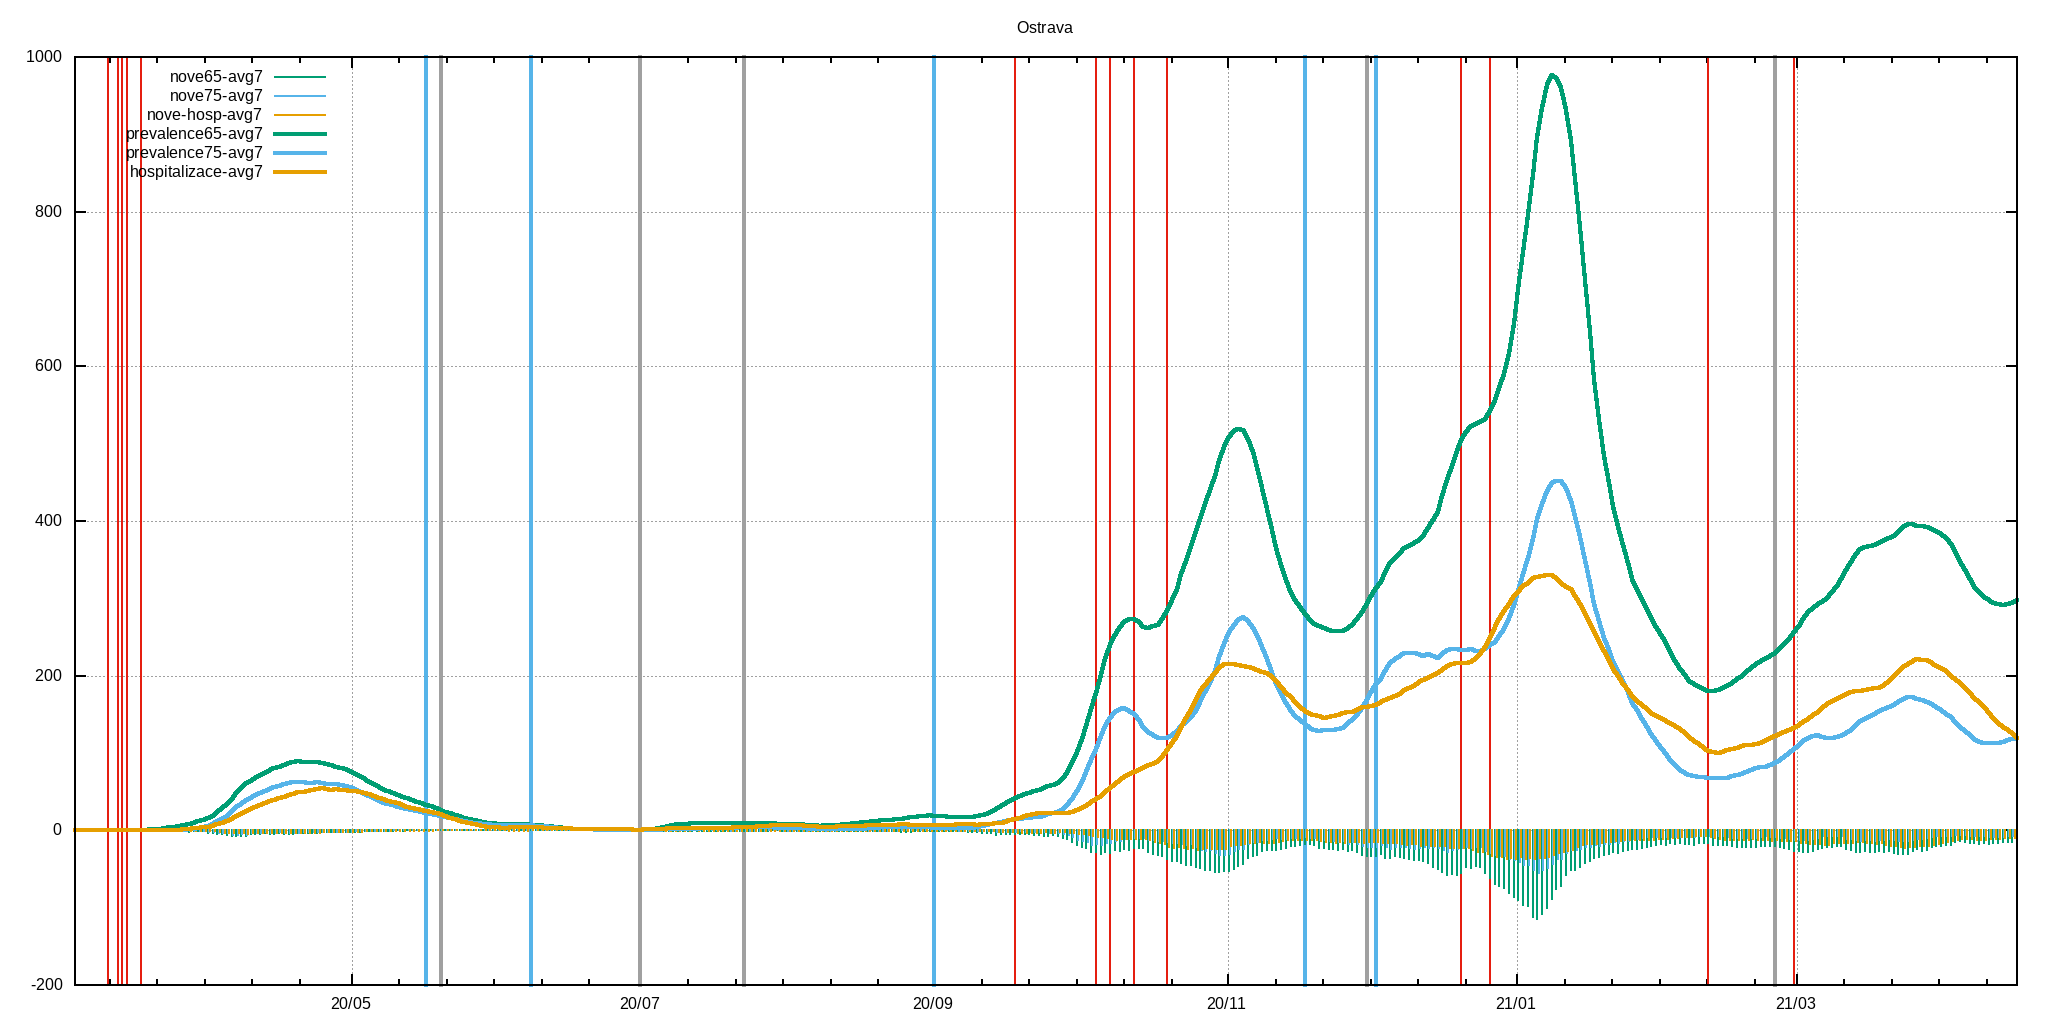 Ostrava
1000
800
600
400
200
0
-200
nove65-avg7
nove75-avg7
nove-hosp-avg7
prevalence65-avg7
prevalence75-avg7
hospitalizace-avg7
20/05
20/07
20/09
20/11
21/01
21/03